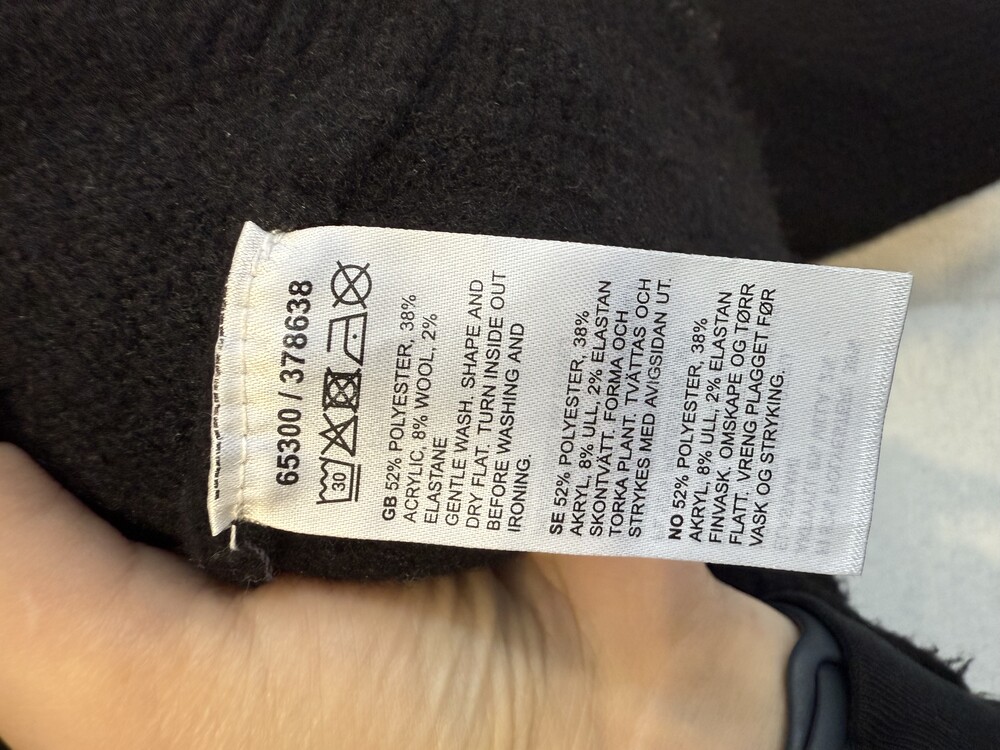 65300 / 378638
30
GB 52% POLYESTER, 38%
ACRYLIC, 8% WOOL, 2%
ELASTANE
GENTLE WASH. SHAPE AND
DRY FLAT. TURN INSIDE OUT
BEFORE WASHING AND
IRONING.
SE 52% POLYESTER, 38%
AKRYL, 8% ULL, 2% ELASTAN
SKONTVÄTT. FORMA OCH
TORKA PLANT. TVÄTTAS OCH
STRYKES MED AVIGSIDAN UT.
NO 52% POLYESTER, 38%
AKRYL, 8% ULL, 2% ELASTAN
FINVASK. OMSKAPE OG TØRR
FLATT. VRENG PLAGGET FØR
VASK OG STRYKING.